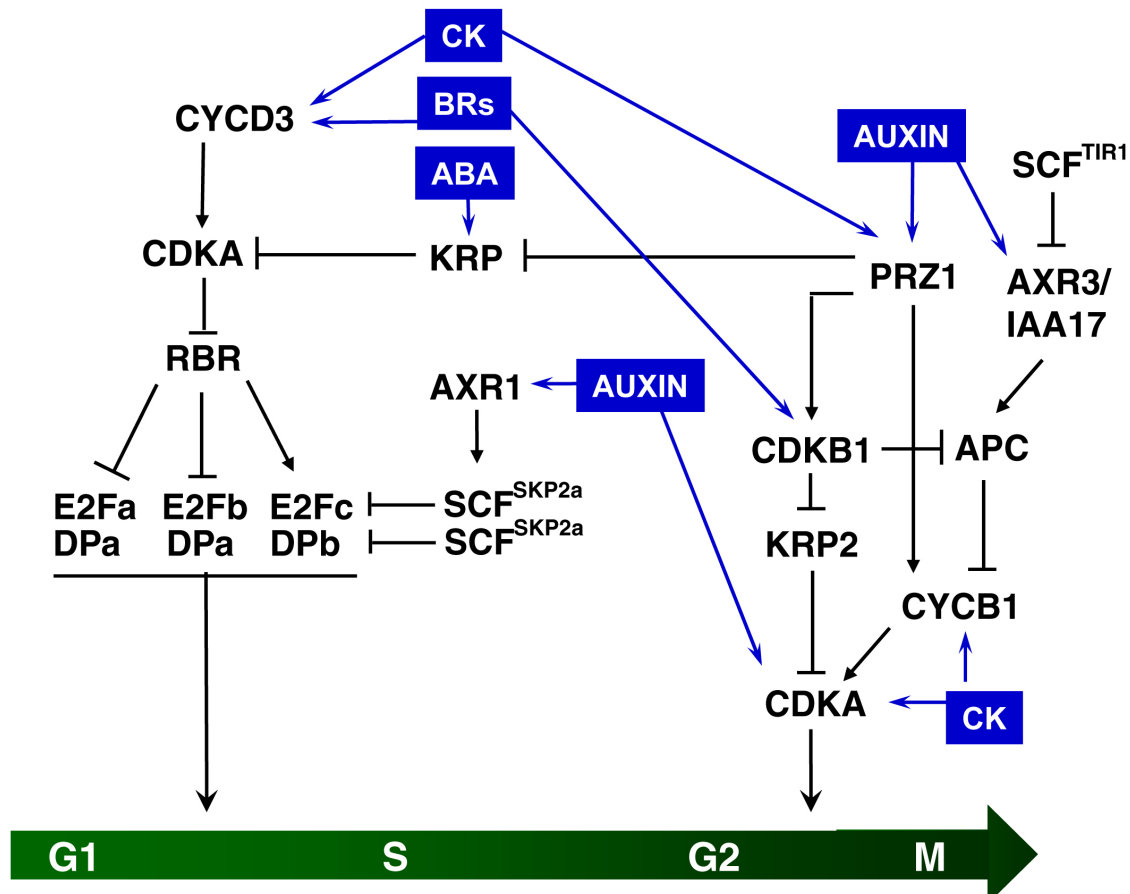 CK
CYCD3
BRs
AUXIN
SCF^TIR1
ABA
CDKA
KRP
PRZ1
AXR3/
IAA17
RBR
AXR1
AUXIN
CDKB1
APC
E2Fa
DPa
E2Fb
DPa
E2Fc
DPb
SCF^SKP2a
SCF^SKP2a
KRP2
CYCB1
CDKA
CK
G1
S
G2
M